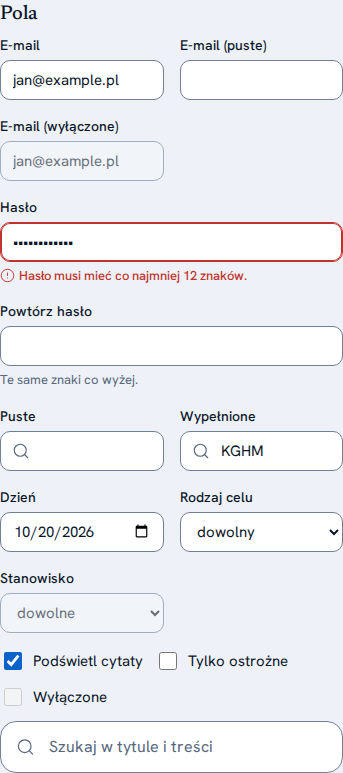 Pola
E-mail
E-mail (puste)
jan@example.pl
E-mail (wyłączone)
jan@example.pl
Hasło
••••••••••••
Hasło musi mieć co najmniej 12 znaków.
Powtórz hasło
Te same znaki co wyżej.
Puste
Wypełnione
KGHM
Dzień
Rodzaj celu
10/20/2026
dowolny
Stanowisko
dowolne
Podświetl cytaty
Tylko ostrożne
Wyłączone
Szukaj w tytule i treści